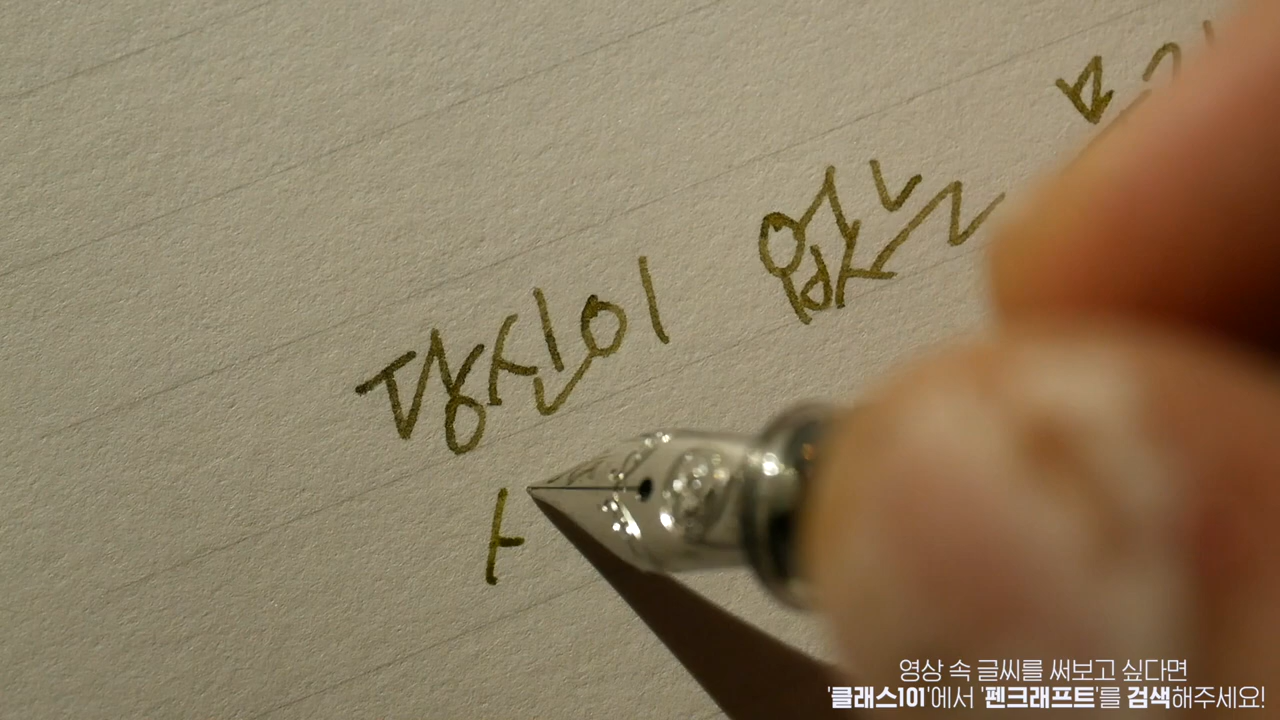 당신이 없는
영상 속 글씨를 써보고 싶다면
'클래스101'에서 '펜크래프트'를 검색해주세요!